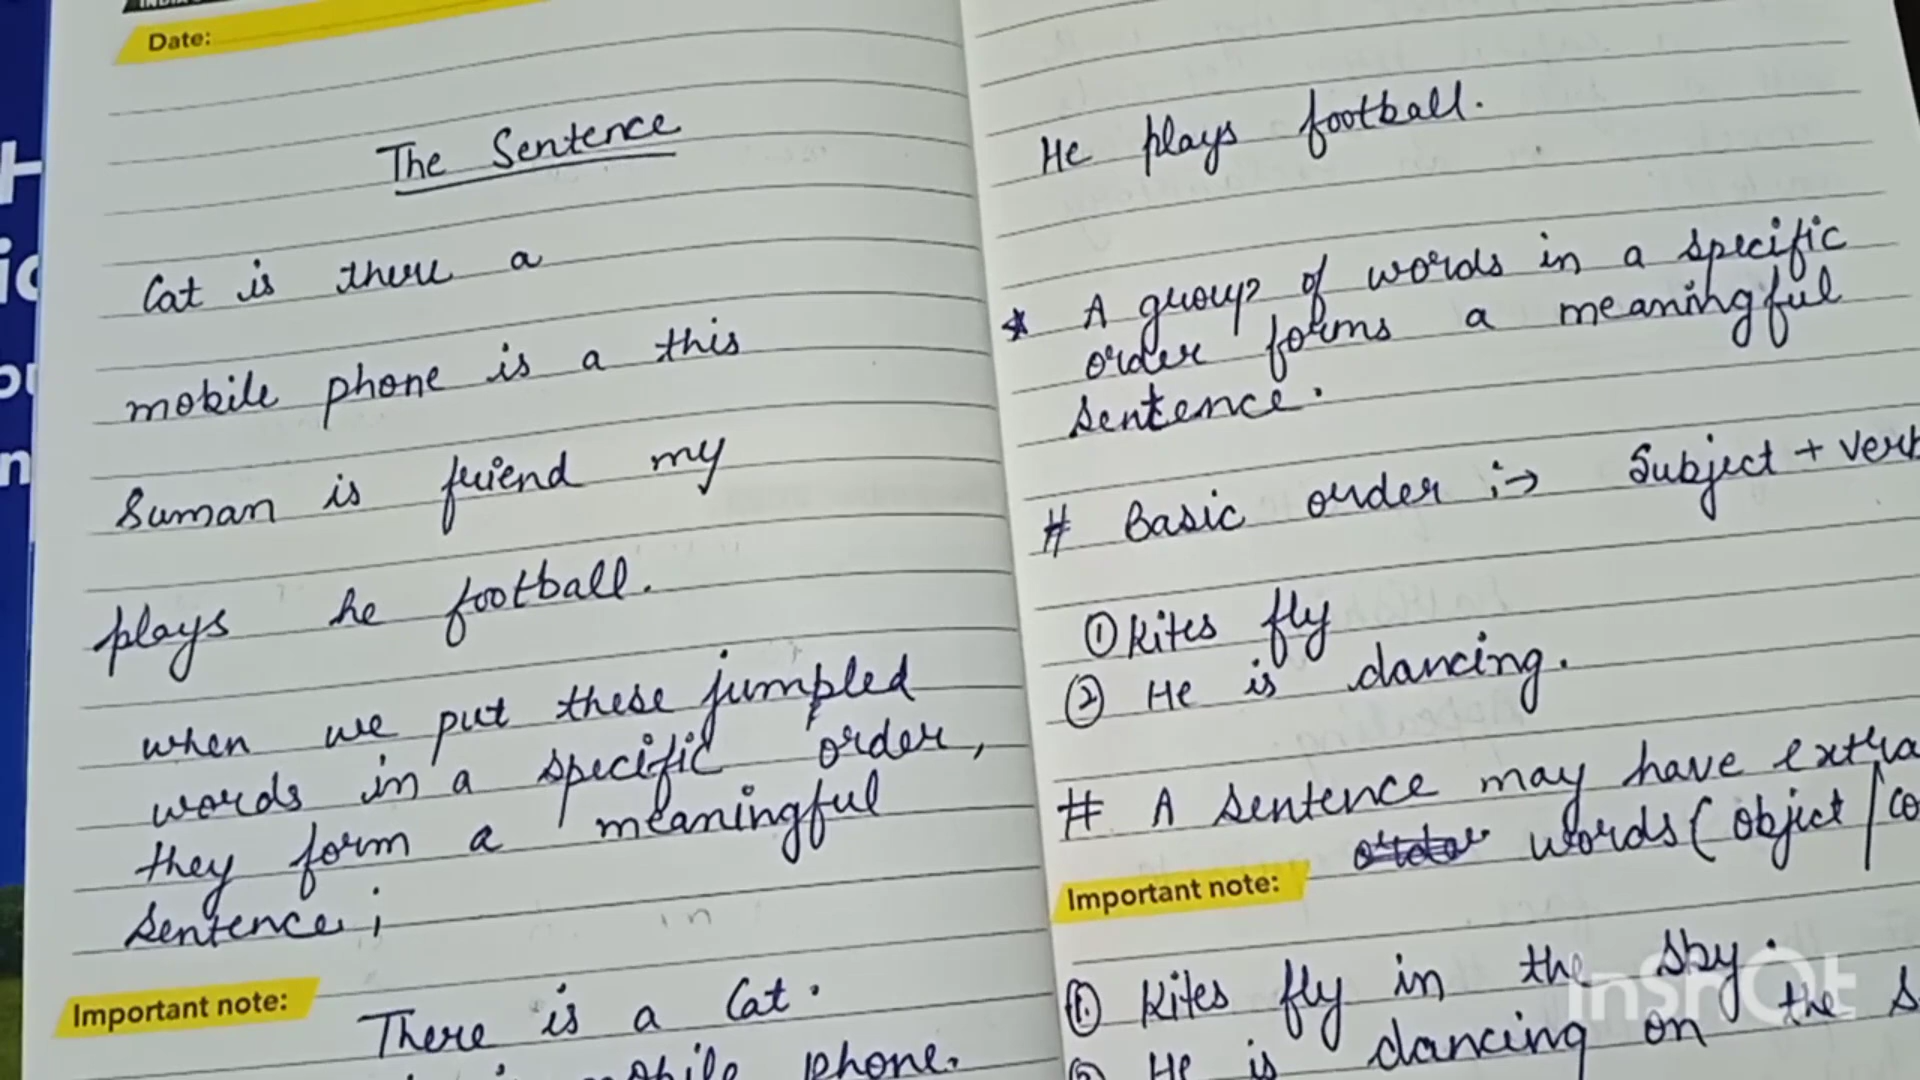 Date:
The Sentence
Cat is there a
mobile phone is a this
Suman is friend my
plays he football.
when we put these jumpled
words in a specific order,
they form a meaningful
sentence ;
Important note:
There is a Cat.
mobile phone.
He plays football.
* A group of words in a specific
order forms a meaningful
sentence.
# Basic order :→ Subject + verb
① Kites fly
② He is dancing.
# A sentence may have extra
words ( object / co
Important note:
① Kites fly in the sky.
② He is dancing on the s
InShOt